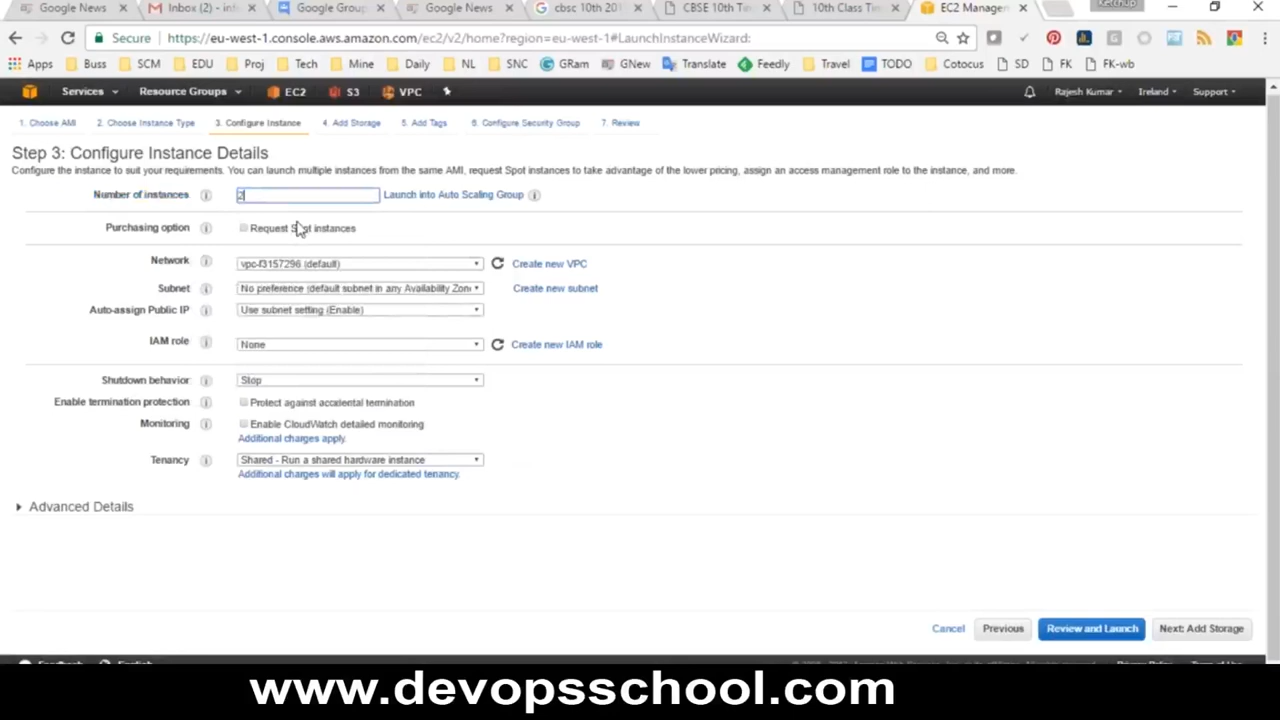 Google News
Inbox (2) - inf
Google Group
Google News
cbsc 10th 201
CBSE 10th Tim
10th Class Tim
EC2 Managem
Ketchup
Secure
https://eu-west-1.console.aws.amazon.com/ec2/v2/home?region=eu-west-1#LaunchInstanceWizard:
Apps Buss SCM EDU Proj Tech Mine Daily NL SNC GRam GNew Translate Feedly Travel TODO Cotocus SD FK FK-wb
Services Resource Groups EC2 S3 VPC Rajesh Kumar Ireland Support
1. Choose AMI 2. Choose Instance Type 3. Configure Instance 4. Add Storage 5. Add Tags 6. Configure Security Group 7. Review
Step 3: Configure Instance Details
Configure the instance to suit your requirements. You can launch multiple instances from the same AMI, request Spot instances to take advantage of the lower pricing, assign an access management role to the instance, and more.
Number of instances 2 Launch into Auto Scaling Group
Purchasing option Request Spot instances
Network vpc-f3157296 (default) Create new VPC
Subnet No preference (default subnet in any Availability Zone Create new subnet
Auto-assign Public IP Use subnet setting (Enable)
IAM role None Create new IAM role
Shutdown behavior Stop
Enable termination protection Protect against accidental termination
Monitoring Enable CloudWatch detailed monitoring
Additional charges apply.
Tenancy Shared - Run a shared hardware instance
Additional charges will apply for dedicated tenancy.
Advanced Details
Cancel Previous Review and Launch Next: Add Storage
www.devopsschool.com